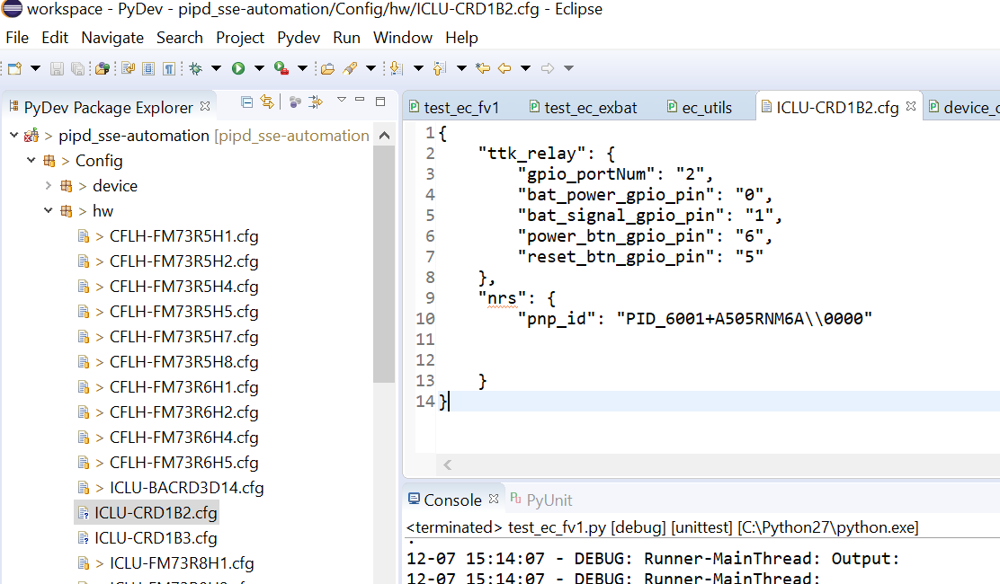 workspace - PyDev - pipd_sse-automation/Config/hw/ICLU-CRD1B2.cfg - Eclipse
File Edit Navigate Search Project Pydev Run Window Help
PyDev Package Explorer
> pipd_sse-automation [pipd_sse-automation
> Config
> device
> hw
> CFLH-FM73R5H1.cfg
> CFLH-FM73R5H2.cfg
> CFLH-FM73R5H4.cfg
> CFLH-FM73R5H5.cfg
> CFLH-FM73R5H7.cfg
> CFLH-FM73R5H8.cfg
> CFLH-FM73R6H1.cfg
> CFLH-FM73R6H2.cfg
> CFLH-FM73R6H4.cfg
> CFLH-FM73R6H5.cfg
> ICLU-BACRD3D14.cfg
ICLU-CRD1B2.cfg
ICLU-CRD1B3.cfg
> ICLU-FM73R8H1.cfg
test_ec_fv1 test_ec_exbat ec_utils ICLU-CRD1B2.cfg
1 {
2 "ttk_relay": {
3 "gpio_portNum": "2",
4 "bat_power_gpio_pin": "0",
5 "bat_signal_gpio_pin": "1",
6 "power_btn_gpio_pin": "6",
7 "reset_btn_gpio_pin": "5"
8 },
9 "nrs": {
10 "pnp_id": "PID_6001+A505RNM6A\\0000"
11
12
13 }
14 }
Console PyUnit
<terminated> test_ec_fv1.py [debug] [unittest] [C:\Python27\python.exe]
12-07 15:14:07 - DEBUG: Runner-MainThread: Output:
12-07 15:14:07 - DEBUG: Runner-MainThread: